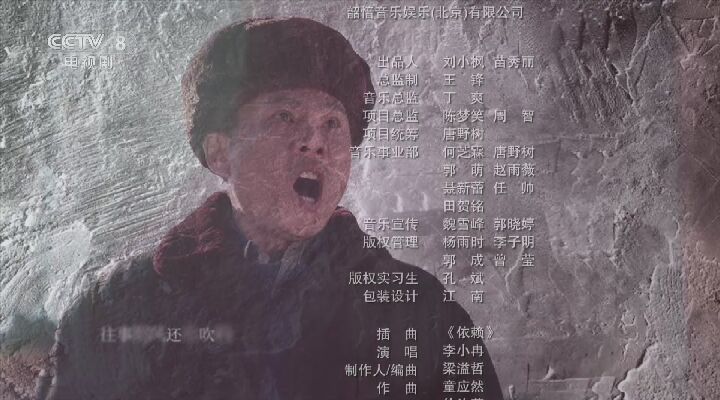 韶愔音乐娱乐(北京)有限公司
CCTV 8
电视剧
出品人 刘小枫 苗秀丽
总监制 王锋
音乐总监 丁爽
项目总监 陈梦笑 周智
项目统筹 唐野树
音乐事业部 何芝霖 唐野树
郭萌 赵雨薇
聂新蕾 任帅
田贺铭
音乐宣传 魏雪峰 郭晓婷
版权管理 杨雨时 李子明
郭成 曾莹
版权实习生 孔斌
包装设计 江南
往事 还 吹
插曲 《依赖》
演唱 李小冉
制作人/编曲 梁溢哲
作曲 童应然